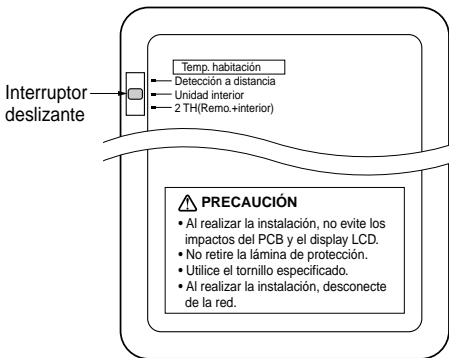 Temp. habitación
Detección a distancia
Interruptor
deslizante
Unidad interior
2 TH(Remo.+interior)
PRECAUCIÓN
• Al realizar la instalación, no evite los
impactos del PCB y el display LCD.
• No retire la lámina de protección.
• Utilice el tornillo especificado.
• Al realizar la instalación, desconecte
de la red.